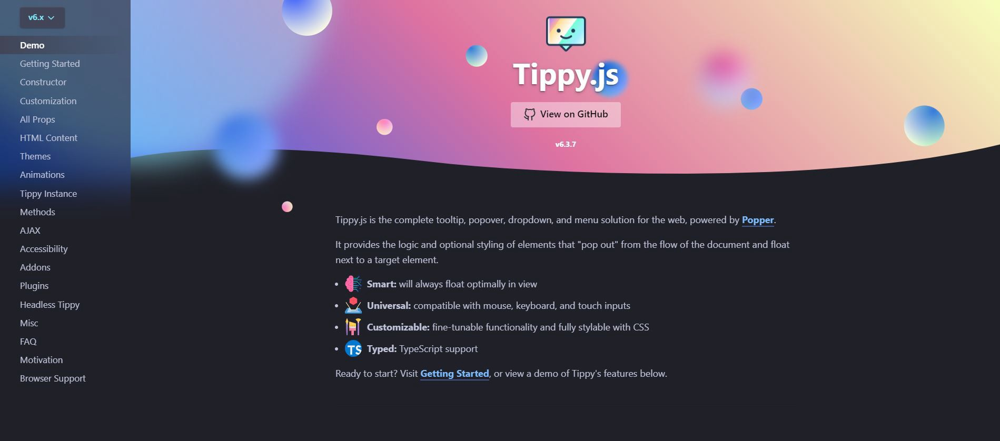 v6.x
Demo
Getting Started
Constructor
Customization
All Props
HTML Content
Themes
Animations
Tippy Instance
Methods
AJAX
Accessibility
Addons
Plugins
Headless Tippy
Misc
FAQ
Motivation
Browser Support
Tippy.js
View on GitHub
v6.3.7
Tippy.js is the complete tooltip, popover, dropdown, and menu solution for the web, powered by Popper.
It provides the logic and optional styling of elements that "pop out" from the flow of the document and float
next to a target element.
• Smart: will always float optimally in view
• Universal: compatible with mouse, keyboard, and touch inputs
• Customizable: fine-tunable functionality and fully stylable with CSS
• TS Typed: TypeScript support
Ready to start? Visit Getting Started, or view a demo of Tippy's features below.